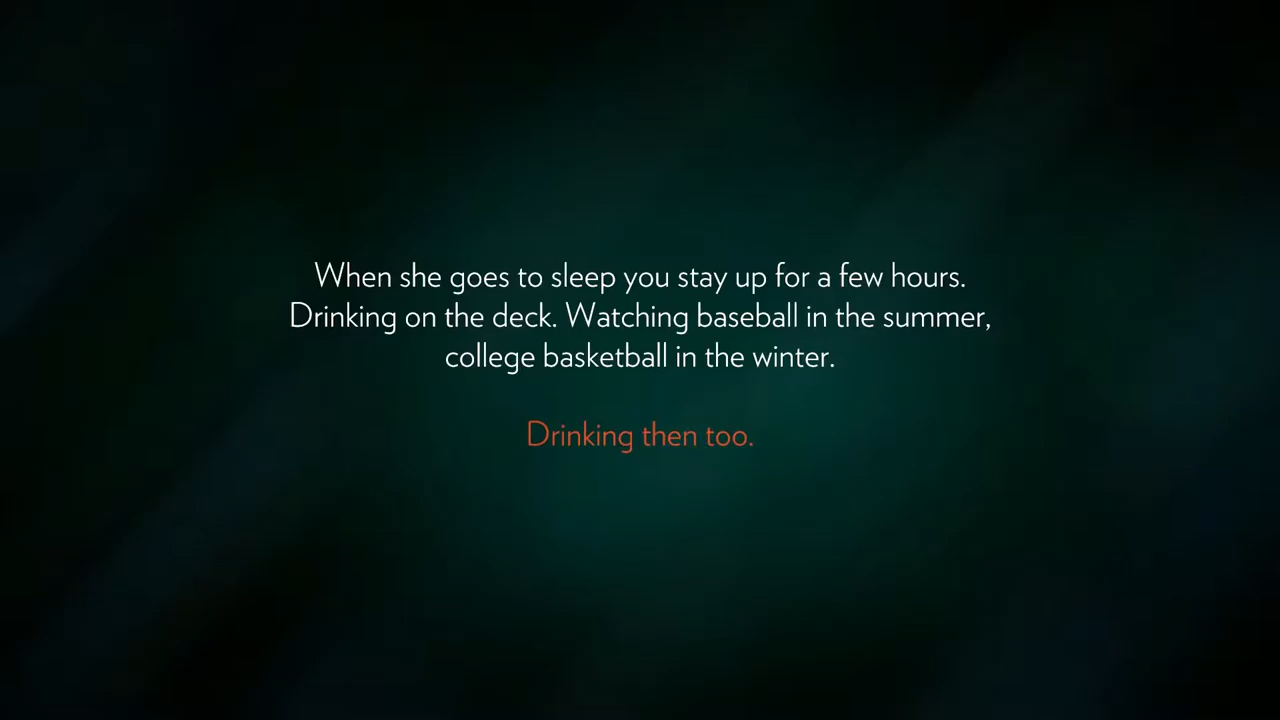 When she goes to sleep you stay up for a few hours.
Drinking on the deck. Watching baseball in the summer,
college basketball in the winter.
Drinking then too.